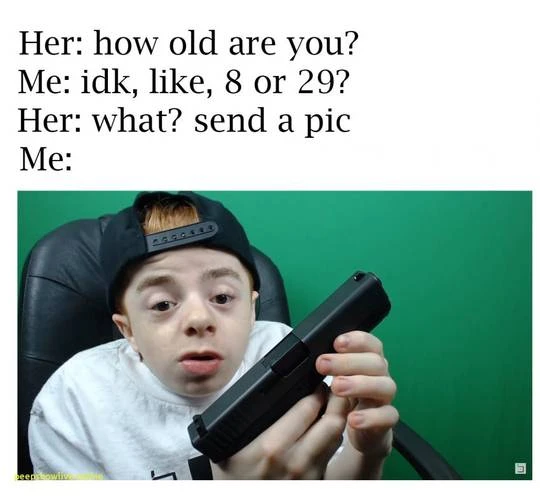 Her: how old are you?
Me: idk, like, 8 or 29?
Her: what? send a pic
Me: